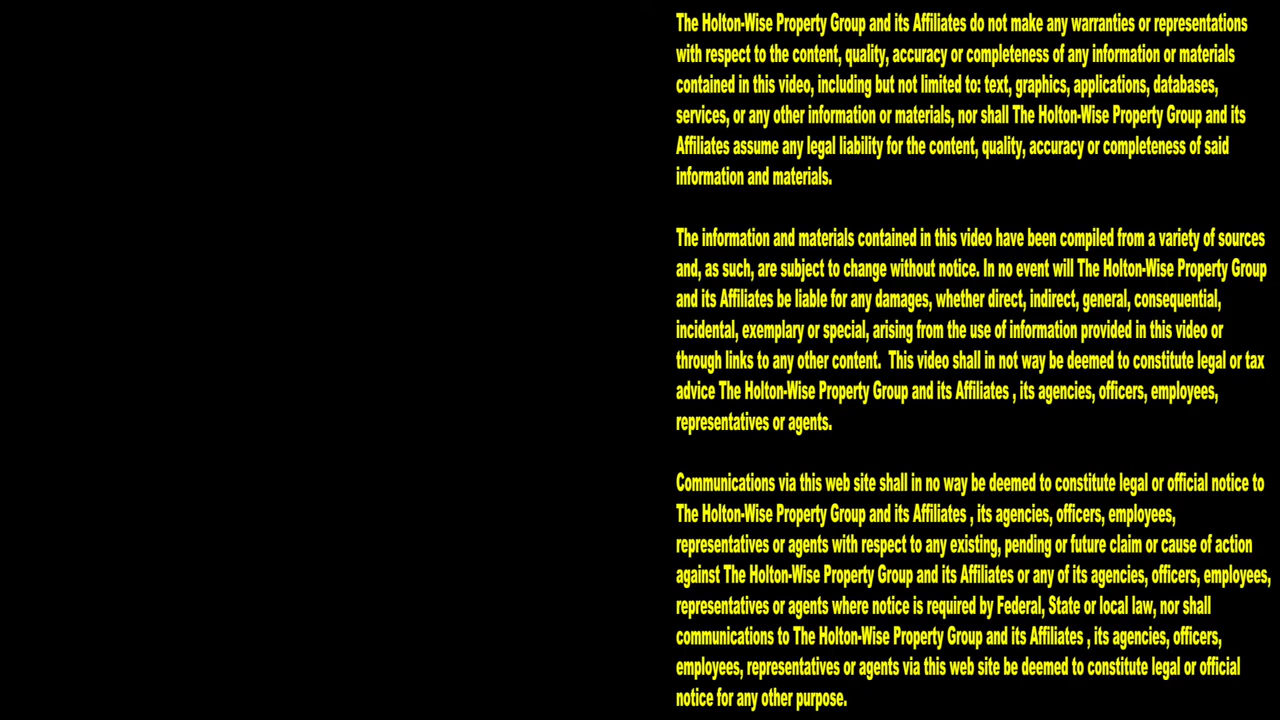 The Holton-Wise Property Group and its Affiliates do not make any warranties or representations
with respect to the content, quality, accuracy or completeness of any information or materials
contained in this video, including but not limited to: text, graphics, applications, databases,
services, or any other information or materials, nor shall The Holton-Wise Property Group and its
Affiliates assume any legal liability for the content, quality, accuracy or completeness of said
information and materials.
The information and materials contained in this video have been compiled from a variety of sources
and, as such, are subject to change without notice. In no event will The Holton-Wise Property Group
and its Affiliates be liable for any damages, whether direct, indirect, general, consequential,
incidental, exemplary or special, arising from the use of information provided in this video or
through links to any other content.  This video shall in not way be deemed to constitute legal or tax
advice The Holton-Wise Property Group and its Affiliates , its agencies, officers, employees,
representatives or agents.
Communications via this web site shall in no way be deemed to constitute legal or official notice to
The Holton-Wise Property Group and its Affiliates , its agencies, officers, employees,
representatives or agents with respect to any existing, pending or future claim or cause of action
against The Holton-Wise Property Group and its Affiliates or any of its agencies, officers, employees,
representatives or agents where notice is required by Federal, State or local law, nor shall
communications to The Holton-Wise Property Group and its Affiliates , its agencies, officers,
employees, representatives or agents via this web site be deemed to constitute legal or official
notice for any other purpose.